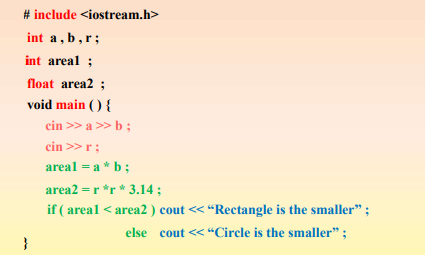 # include <iostream.h>
int a , b , r ;
int area1 ;
float area2 ;
void main ( ) {
cin >> a >> b ;
cin >> r ;
area1 = a * b ;
area2 = r *r * 3.14 ;
if ( area1 < area2 ) cout << “Rectangle is the smaller” ;
else cout << “Circle is the smaller” ;
}